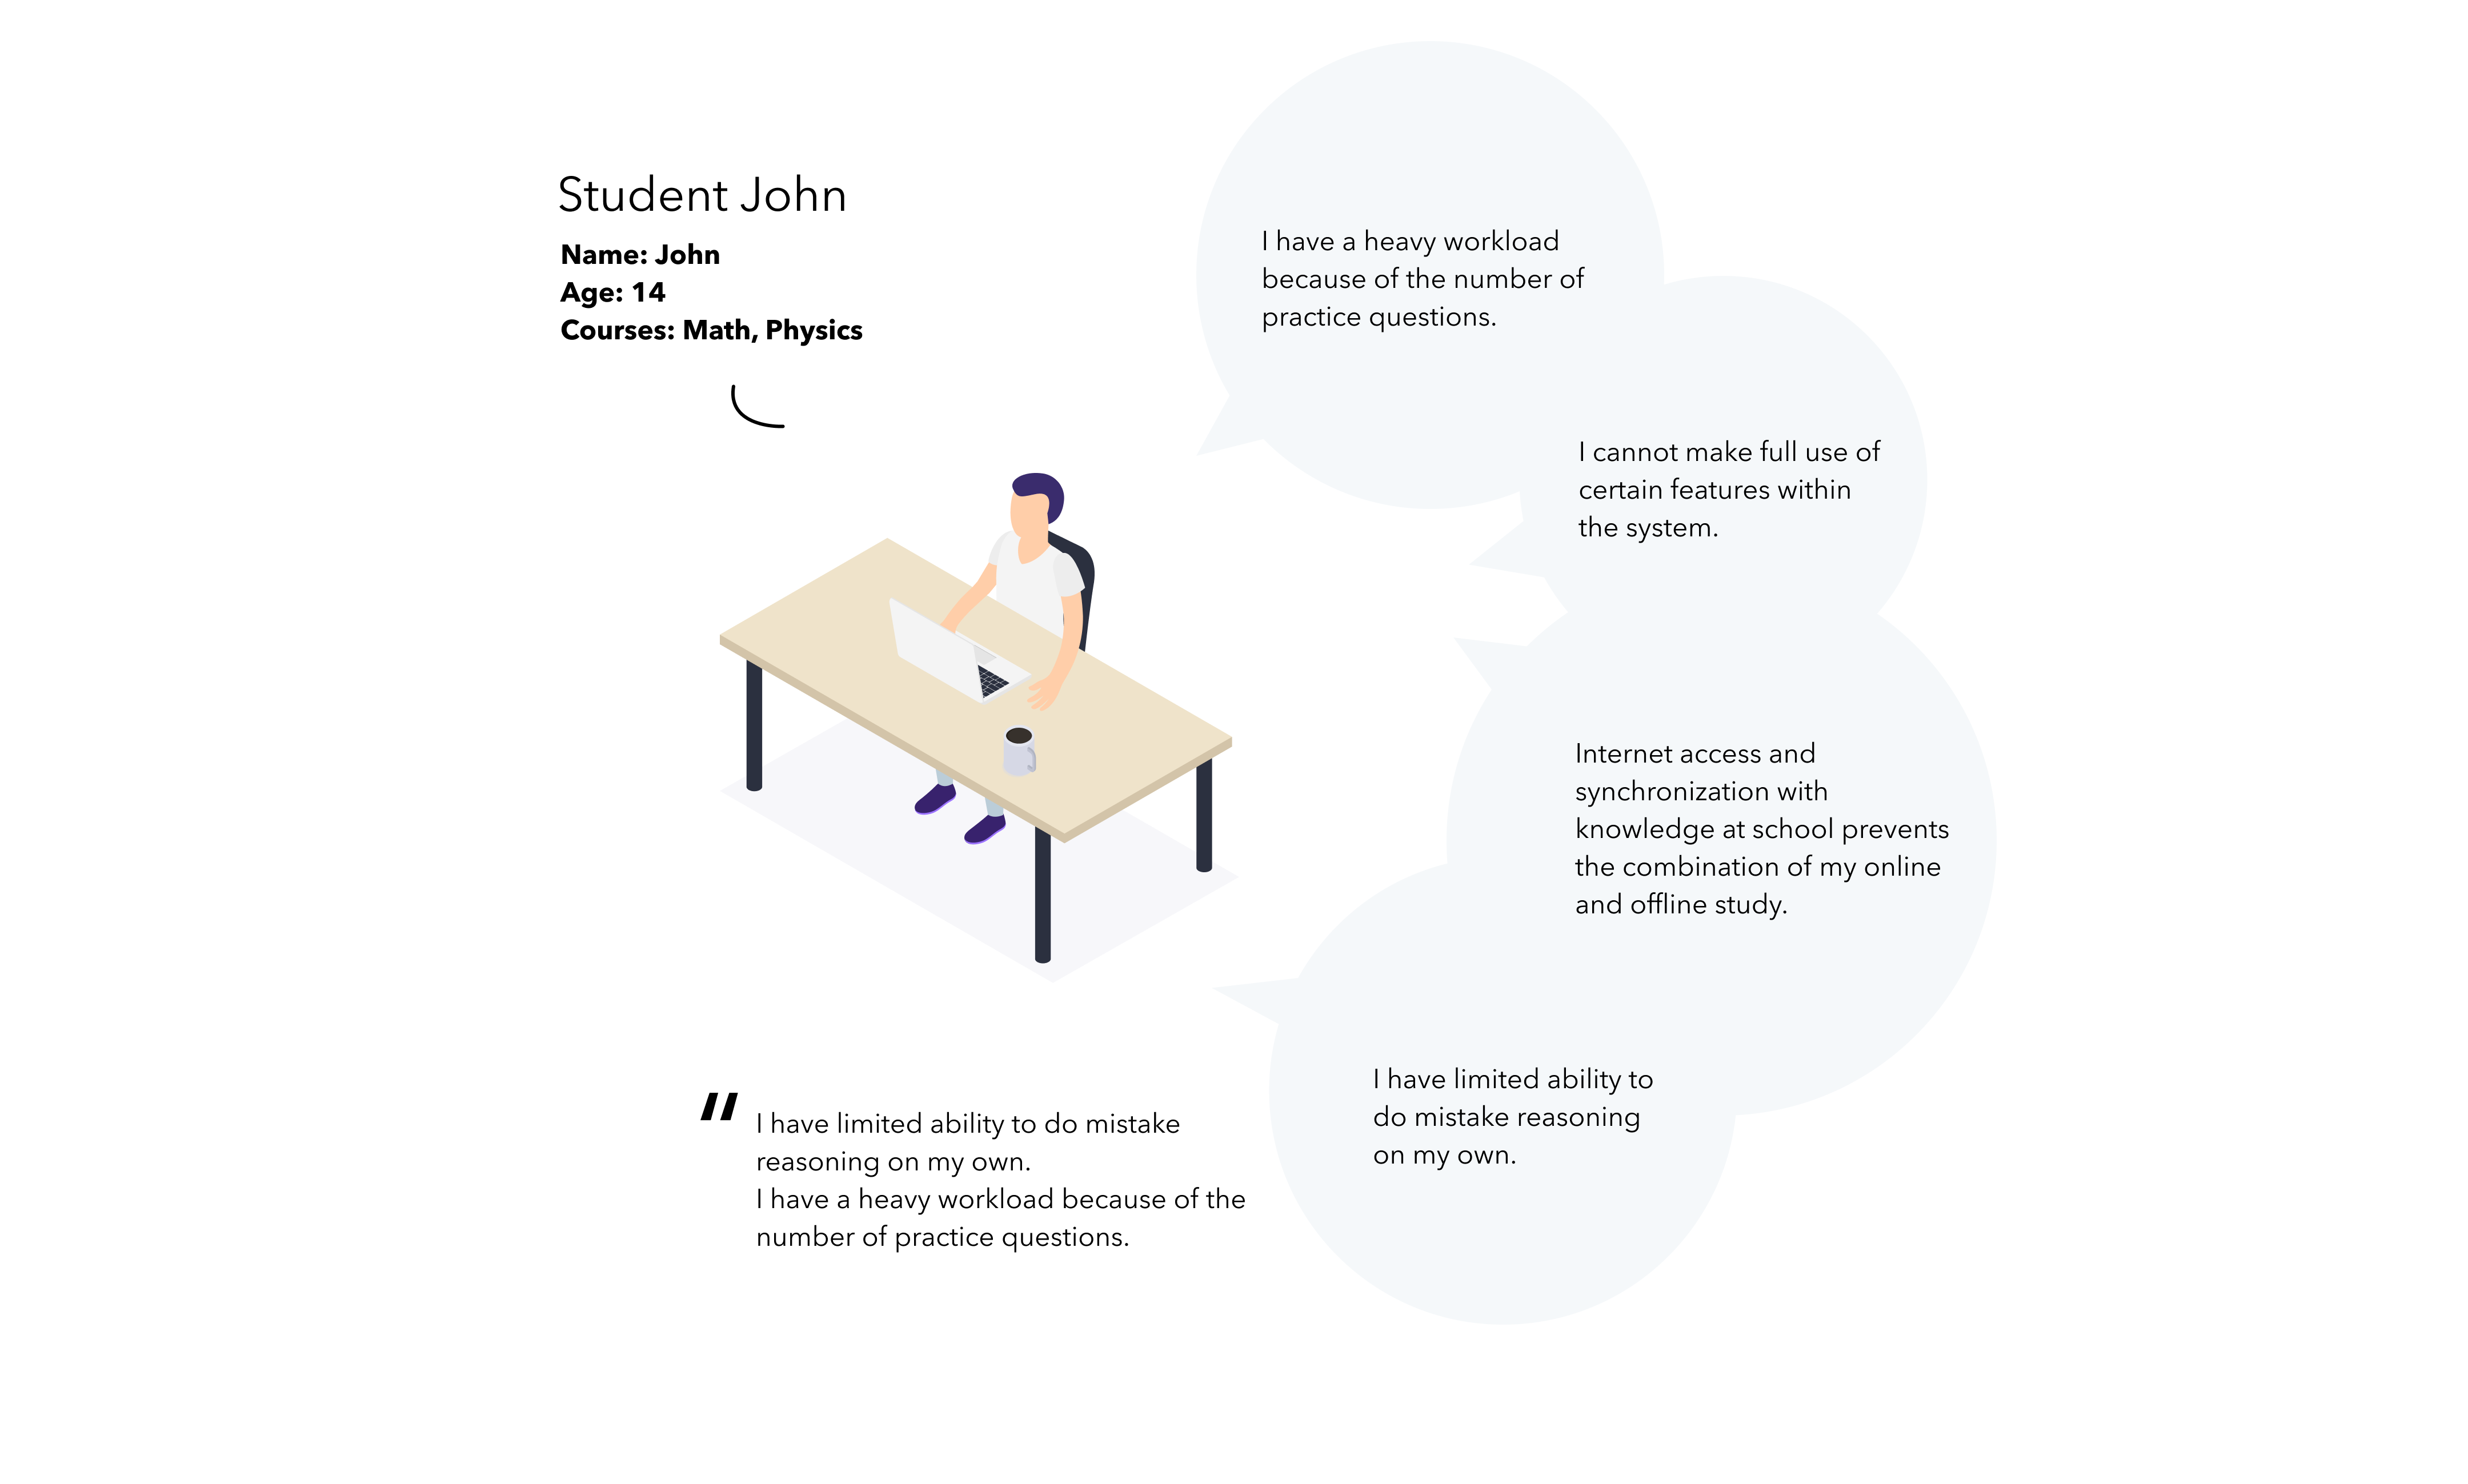 Student John
Name: John
Age: 14
Courses: Math, Physics
I have a heavy workload
because of the number of
practice questions.
I cannot make full use of
certain features within
the system.
Internet access and
synchronization with
knowledge at school prevents
the combination of my online
and offline study.
I have limited ability to
do mistake reasoning
on my own.
"
I have limited ability to do mistake
reasoning on my own.
I have a heavy workload because of the
number of practice questions.